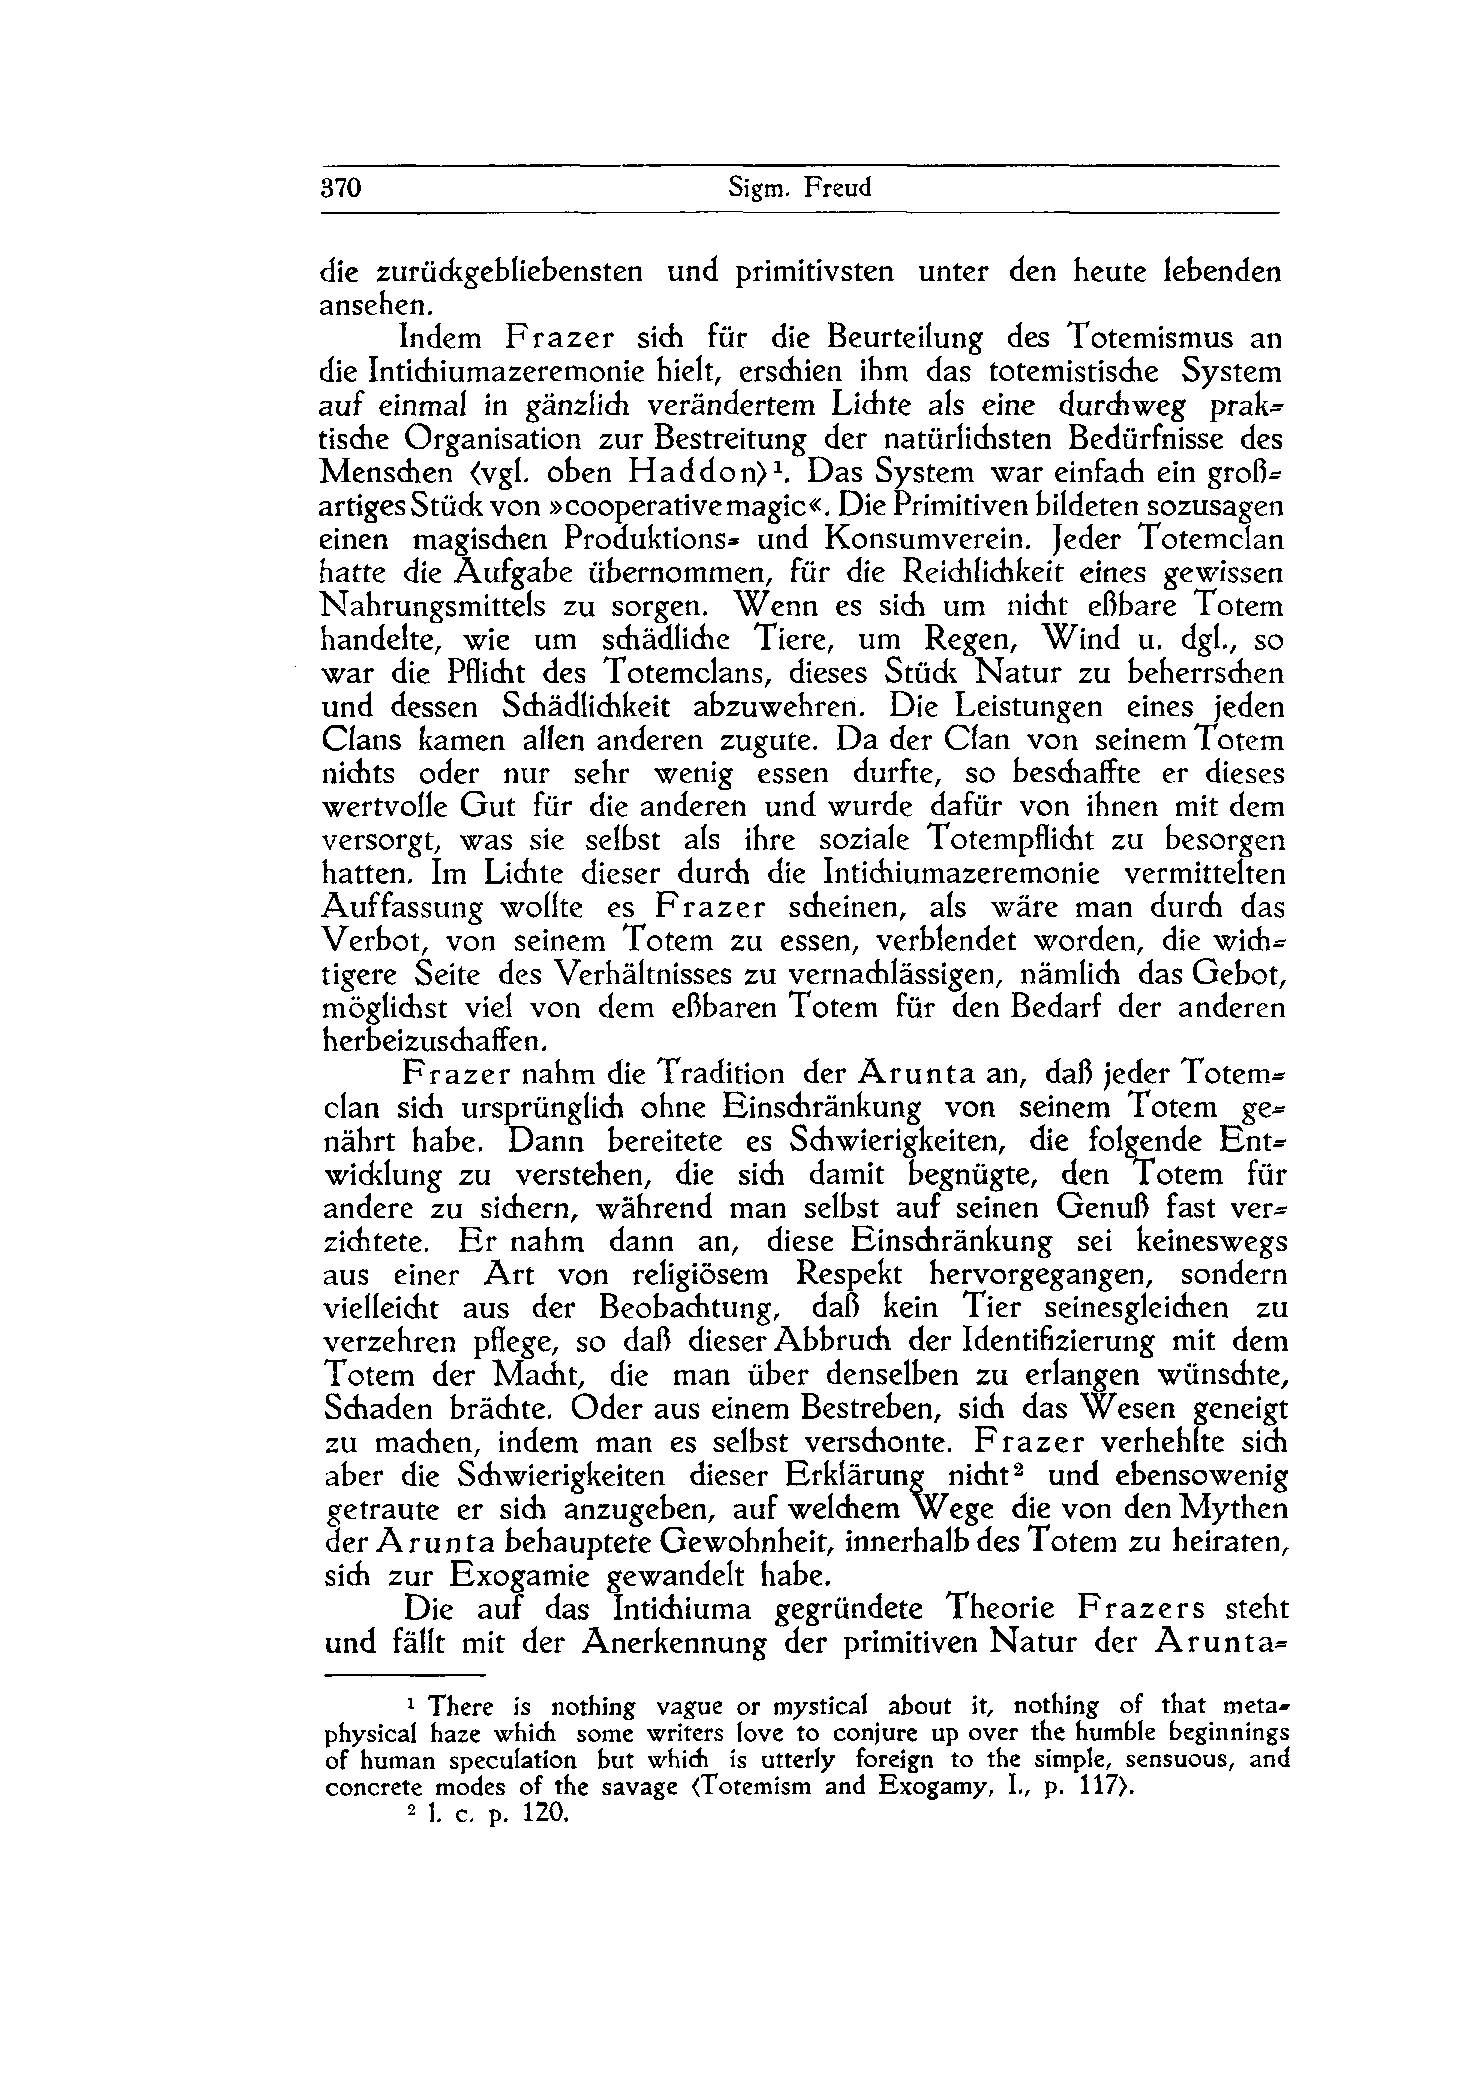 370 Sigm. Freud
die zurückgebliebensten und primitivsten unter den heute lebenden
ansehen.
Indem Frazer sich für die Beurteilung des Totemismus an
die Intichiumazeremonie hielt, erschien ihm das totemistische System
auf einmal in gänzlich verändertem Lichte als eine durchweg prak-
tische Organisation zur Bestreitung der natürlichsten Bedürfnisse des
Menschen (vgl. oben Haddon)¹. Das System war einfach ein groß-
artiges Stück von »cooperative magic«. Die Primitiven bildeten sozusagen
einen magischen Produktions- und Konsumverein. Jeder Totemclan
hatte die Aufgabe übernommen, für die Reichlichkeit eines gewissen
Nahrungsmittels zu sorgen. Wenn es sich um nicht eßbare Totem
handelte, wie um schädliche Tiere, um Regen, Wind u. dgl., so
war die Pflicht des Totemclans, dieses Stück Natur zu beherrschen
und dessen Schädlichkeit abzuwehren. Die Leistungen eines jeden
Clans kamen allen anderen zugute. Da der Clan von seinem Totem
nichts oder nur sehr wenig essen durfte, so beschaffte er dieses
wertvolle Gut für die anderen und wurde dafür von ihnen mit dem
versorgt, was sie selbst als ihre soziale Totempflicht zu besorgen
hatten. Im Lichte dieser durch die Intichiumazeremonie vermittelten
Auffassung wollte es Frazer scheinen, als wäre man durch das
Verbot, von seinem Totem zu essen, verblendet worden, die wich-
tigere Seite des Verhältnisses zu vernachlässigen, nämlich das Gebot,
möglichst viel von dem eßbaren Totem für den Bedarf der anderen
herbeizuschaffen.
Frazer nahm die Tradition der Arunta an, daß jeder Totem-
clan sich ursprünglich ohne Einschränkung von seinem Totem ge-
nährt habe. Dann bereitete es Schwierigkeiten, die folgende Ent-
wicklung zu verstehen, die sich damit begnügte, den Totem für
andere zu sichern, während man selbst auf seinen Genuß fast ver-
zichtete. Er nahm dann an, diese Einschränkung sei keineswegs
aus einer Art von religiösem Respekt hervorgegangen, sondern
vielleicht aus der Beobachtung, daß kein Tier seinesgleichen zu
verzehren pflege, so daß dieser Abbruch der Identifizierung mit dem
Totem der Macht, die man über denselben zu erlangen wünschte,
Schaden brächte. Oder aus einem Bestreben, sich das Wesen geneigt
zu machen, indem man es selbst verschonte. Frazer verhehlte sich
aber die Schwierigkeiten dieser Erklärung nicht² und ebensowenig
getraute er sich anzugeben, auf welchem Wege die von den Mythen
der Arunta behauptete Gewohnheit, innerhalb des Totem zu heiraten,
sich zur Exogamie gewandelt habe.
Die auf das Intichiuma gegründete Theorie Frazers steht
und fällt mit der Anerkennung der primitiven Natur der Arunta-
¹ There is nothing vague or mystical about it, nothing of that meta-
physical haze which some writers love to conjure up over the humble beginnings
of human speculation but which is utterly foreign to the simple, sensuous, and
concrete modes of the savage (Totemism and Exogamy, I., p. 117).
² l. c. p. 120.